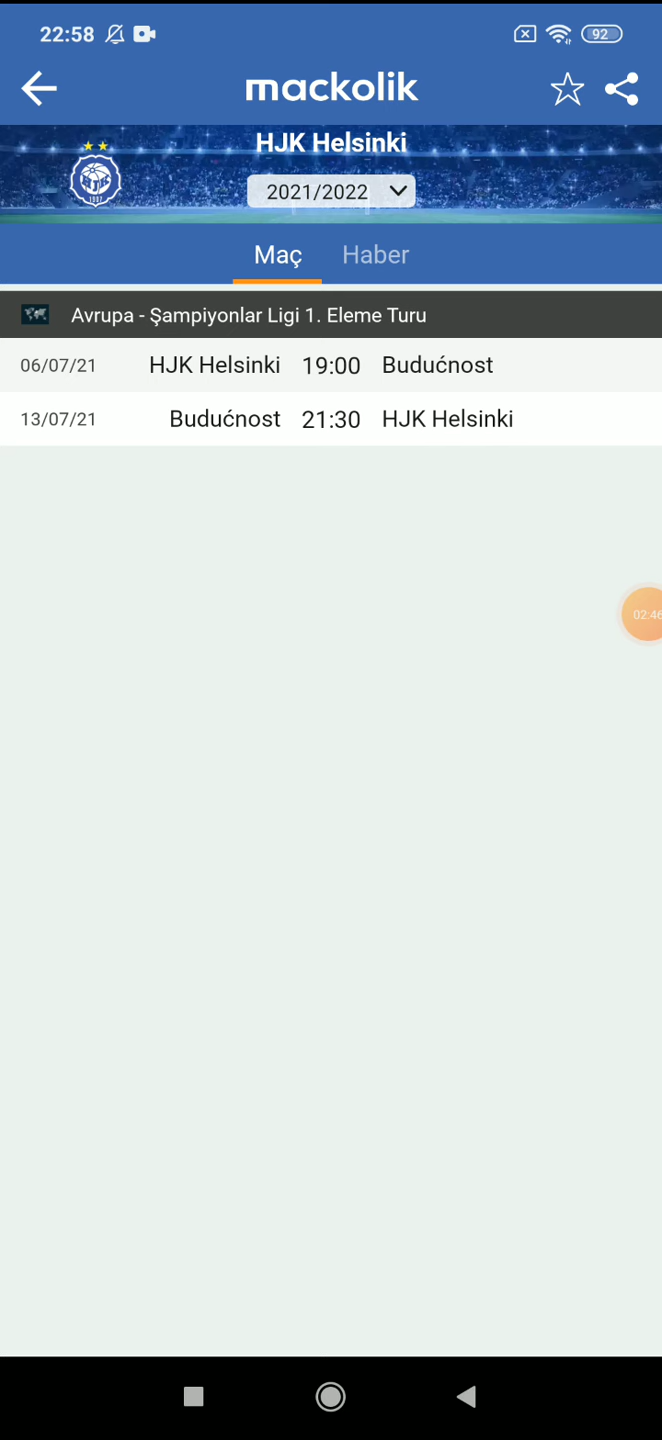 22:58 92
mackolik
HJK Helsinki
2021/2022
Maç Haber
Avrupa - Şampiyonlar Ligi 1. Eleme Turu
06/07/21 HJK Helsinki 19:00 Budućnost
13/07/21 Budućnost 21:30 HJK Helsinki
02:46